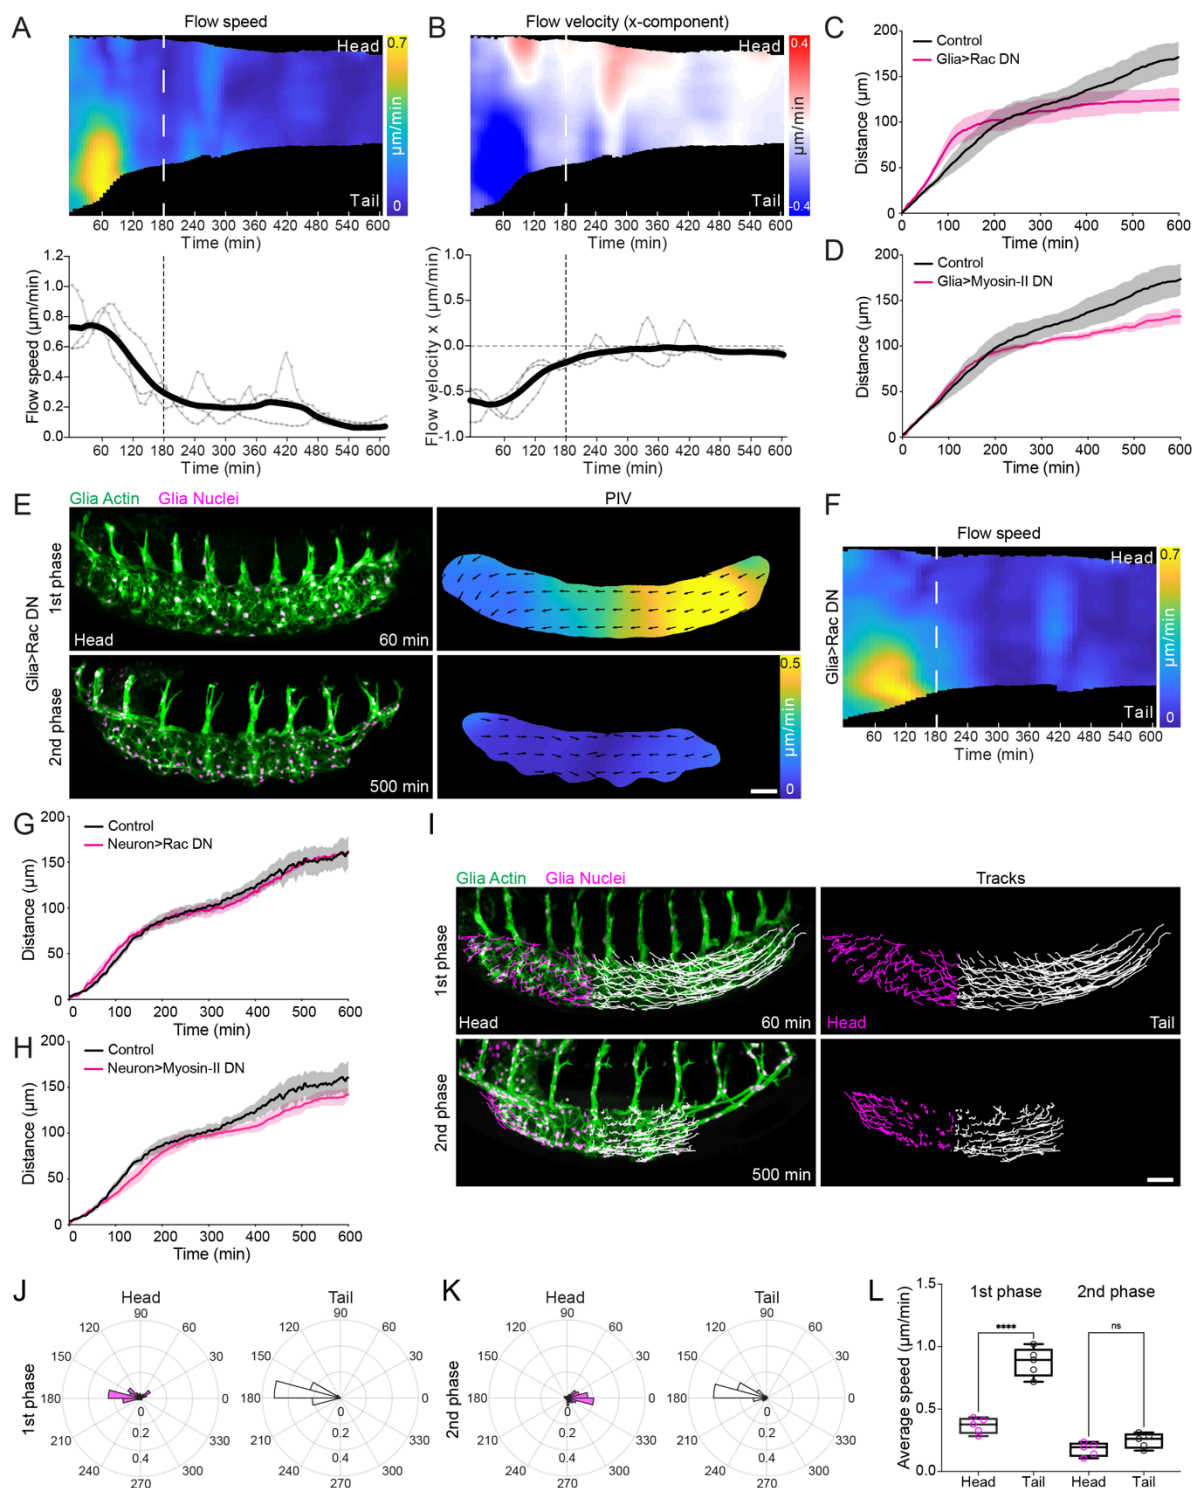 A
Flow speed
Head
Tail
0.7
μm/min
0
60 120 180 240 300 360 420 480 540 600
Time (min)
1.2
1.0
0.8
0.6
0.4
0.2
0.0
Flow speed (μm/min)
60 120 180 240 300 360 420 480 540 600
Time (min)
B
Flow velocity (x-component)
Head
Tail
0.4
μm/min
-0.4
60 120 180 240 300 360 420 480 540 600
Time (min)
1.0
0.5
0.0
-0.5
-1.0
Flow velocity x (μm/min)
60 120 180 240 300 360 420 480 540 600
Time (min)
C
Control
Glia>Rac DN
200
150
100
50
0
Distance (μm)
0 100 200 300 400 500 600
Time (min)
D
Control
Glia>Myosin-II DN
200
150
100
50
0
Distance (μm)
0 100 200 300 400 500 600
Time (min)
E
Glia Actin Glia Nuclei
PIV
Glia>Rac DN
1st phase
Head
60 min
2nd phase
500 min
0.5
μm/min
0
F
Flow speed
Glia>Rac DN
Head
Tail
0.7
μm/min
0
60 120 180 240 300 360 420 480 540 600
Time (min)
G
Control
Neuron>Rac DN
200
150
100
50
0
Distance (μm)
0 100 200 300 400 500 600
Time (min)
H
Control
Neuron>Myosin-II DN
200
150
100
50
0
Distance (μm)
0 100 200 300 400 500 600
Time (min)
I
Glia Actin Glia Nuclei
Tracks
1st phase
Head
60 min
Head
Tail
2nd phase
500 min
J
1st phase
Head
90
120 60
150 30
180 0
0
0.2
210 330
0.4
240 300
270
Tail
90
120 60
150 30
180 0
0
0.2
210 330
0.4
240 300
270
K
2nd phase
Head
90
120 60
150 30
180 0
0
0.2
210 330
0.4
240 300
270
Tail
90
120 60
150 30
180 0
0
0.2
210 330
0.4
240 300
270
L
1st phase 2nd phase
1.5
1.0
0.5
0.0
Average speed (μm/min)
****
ns
Head Tail Head Tail